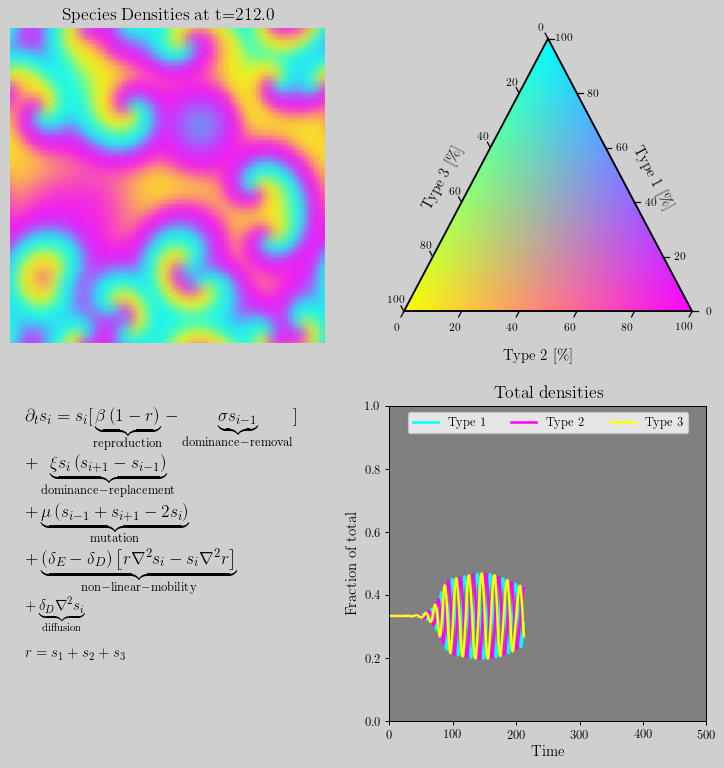 Species Densities at t=212.0
0
100
20
80
40
60
Type 3 [%]
Type 1 [%]
60
40
80
20
100
0
0
20
40
60
80
100
Type 2 [%]
∂ₜsᵢ = sᵢ[β (1 − r) − σsᵢ₋₁ ]
reproduction dominance−removal
+ ξsᵢ (sᵢ₊₁ − sᵢ₋₁)
dominance−replacement
+ μ (sᵢ₋₁ + sᵢ₊₁ − 2sᵢ)
mutation
+ (δ_E − δ_D) [r∇²sᵢ − sᵢ∇²r]
non−linear−mobility
+ δ_D∇²sᵢ
diffusion
r = s₁ + s₂ + s₃
Total densities
Type 1 Type 2 Type 3
1.0
0.8
0.6
0.4
0.2
0.0
Fraction of total
0 100 200 300 400 500
Time